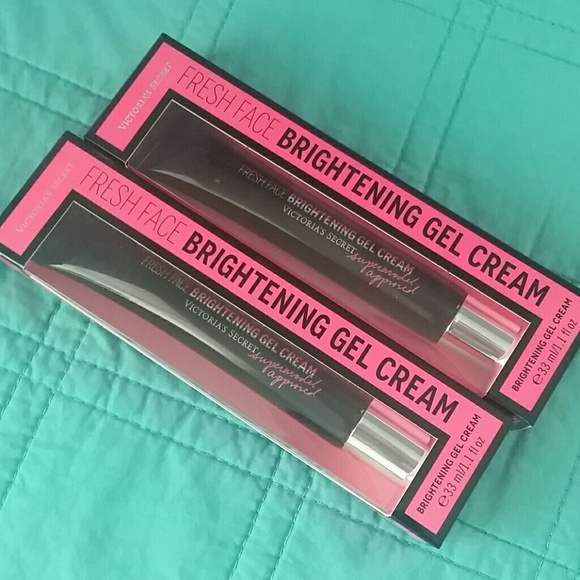 VICTORIA'S SECRET
FRESH FACE BRIGHTENING GEL CREAM
FRESH FACE BRIGHTENING GEL CREAM
VICTORIA'S SECRET
supermodel
approved
BRIGHTENING GEL CREAM
e33 ml/1.1 fl oz
VICTORIA'S SECRET
FRESH FACE BRIGHTENING GEL CREAM
FRESH FACE BRIGHTENING GEL CREAM
VICTORIA'S SECRET
supermodel
approved
BRIGHTENING GEL CREAM
e33 ml/1.1 fl oz